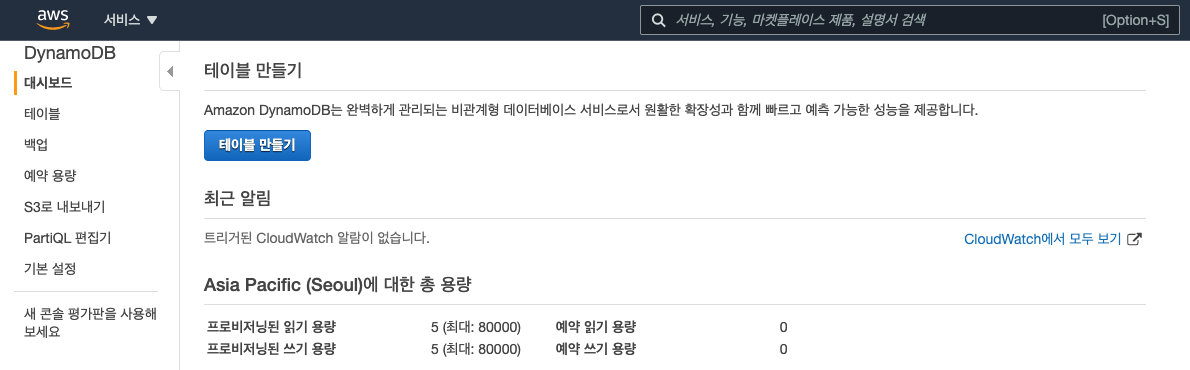 aws 서비스 ▼ 서비스, 기능, 마켓플레이스 제품, 설명서 검색 [Option+S]
DynamoDB
대시보드
테이블
백업
예약 용량
S3로 내보내기
PartiQL 편집기
기본 설정
새 콘솔 평가판을 사용해
보세요
테이블 만들기
Amazon DynamoDB는 완벽하게 관리되는 비관계형 데이터베이스 서비스로서 원활한 확장성과 함께 빠르고 예측 가능한 성능을 제공합니다.
테이블 만들기
최근 알림
트리거된 CloudWatch 알람이 없습니다. CloudWatch에서 모두 보기
Asia Pacific (Seoul)에 대한 총 용량
프로비저닝된 읽기 용량 5 (최대: 80000) 예약 읽기 용량 0
프로비저닝된 쓰기 용량 5 (최대: 80000) 예약 쓰기 용량 0